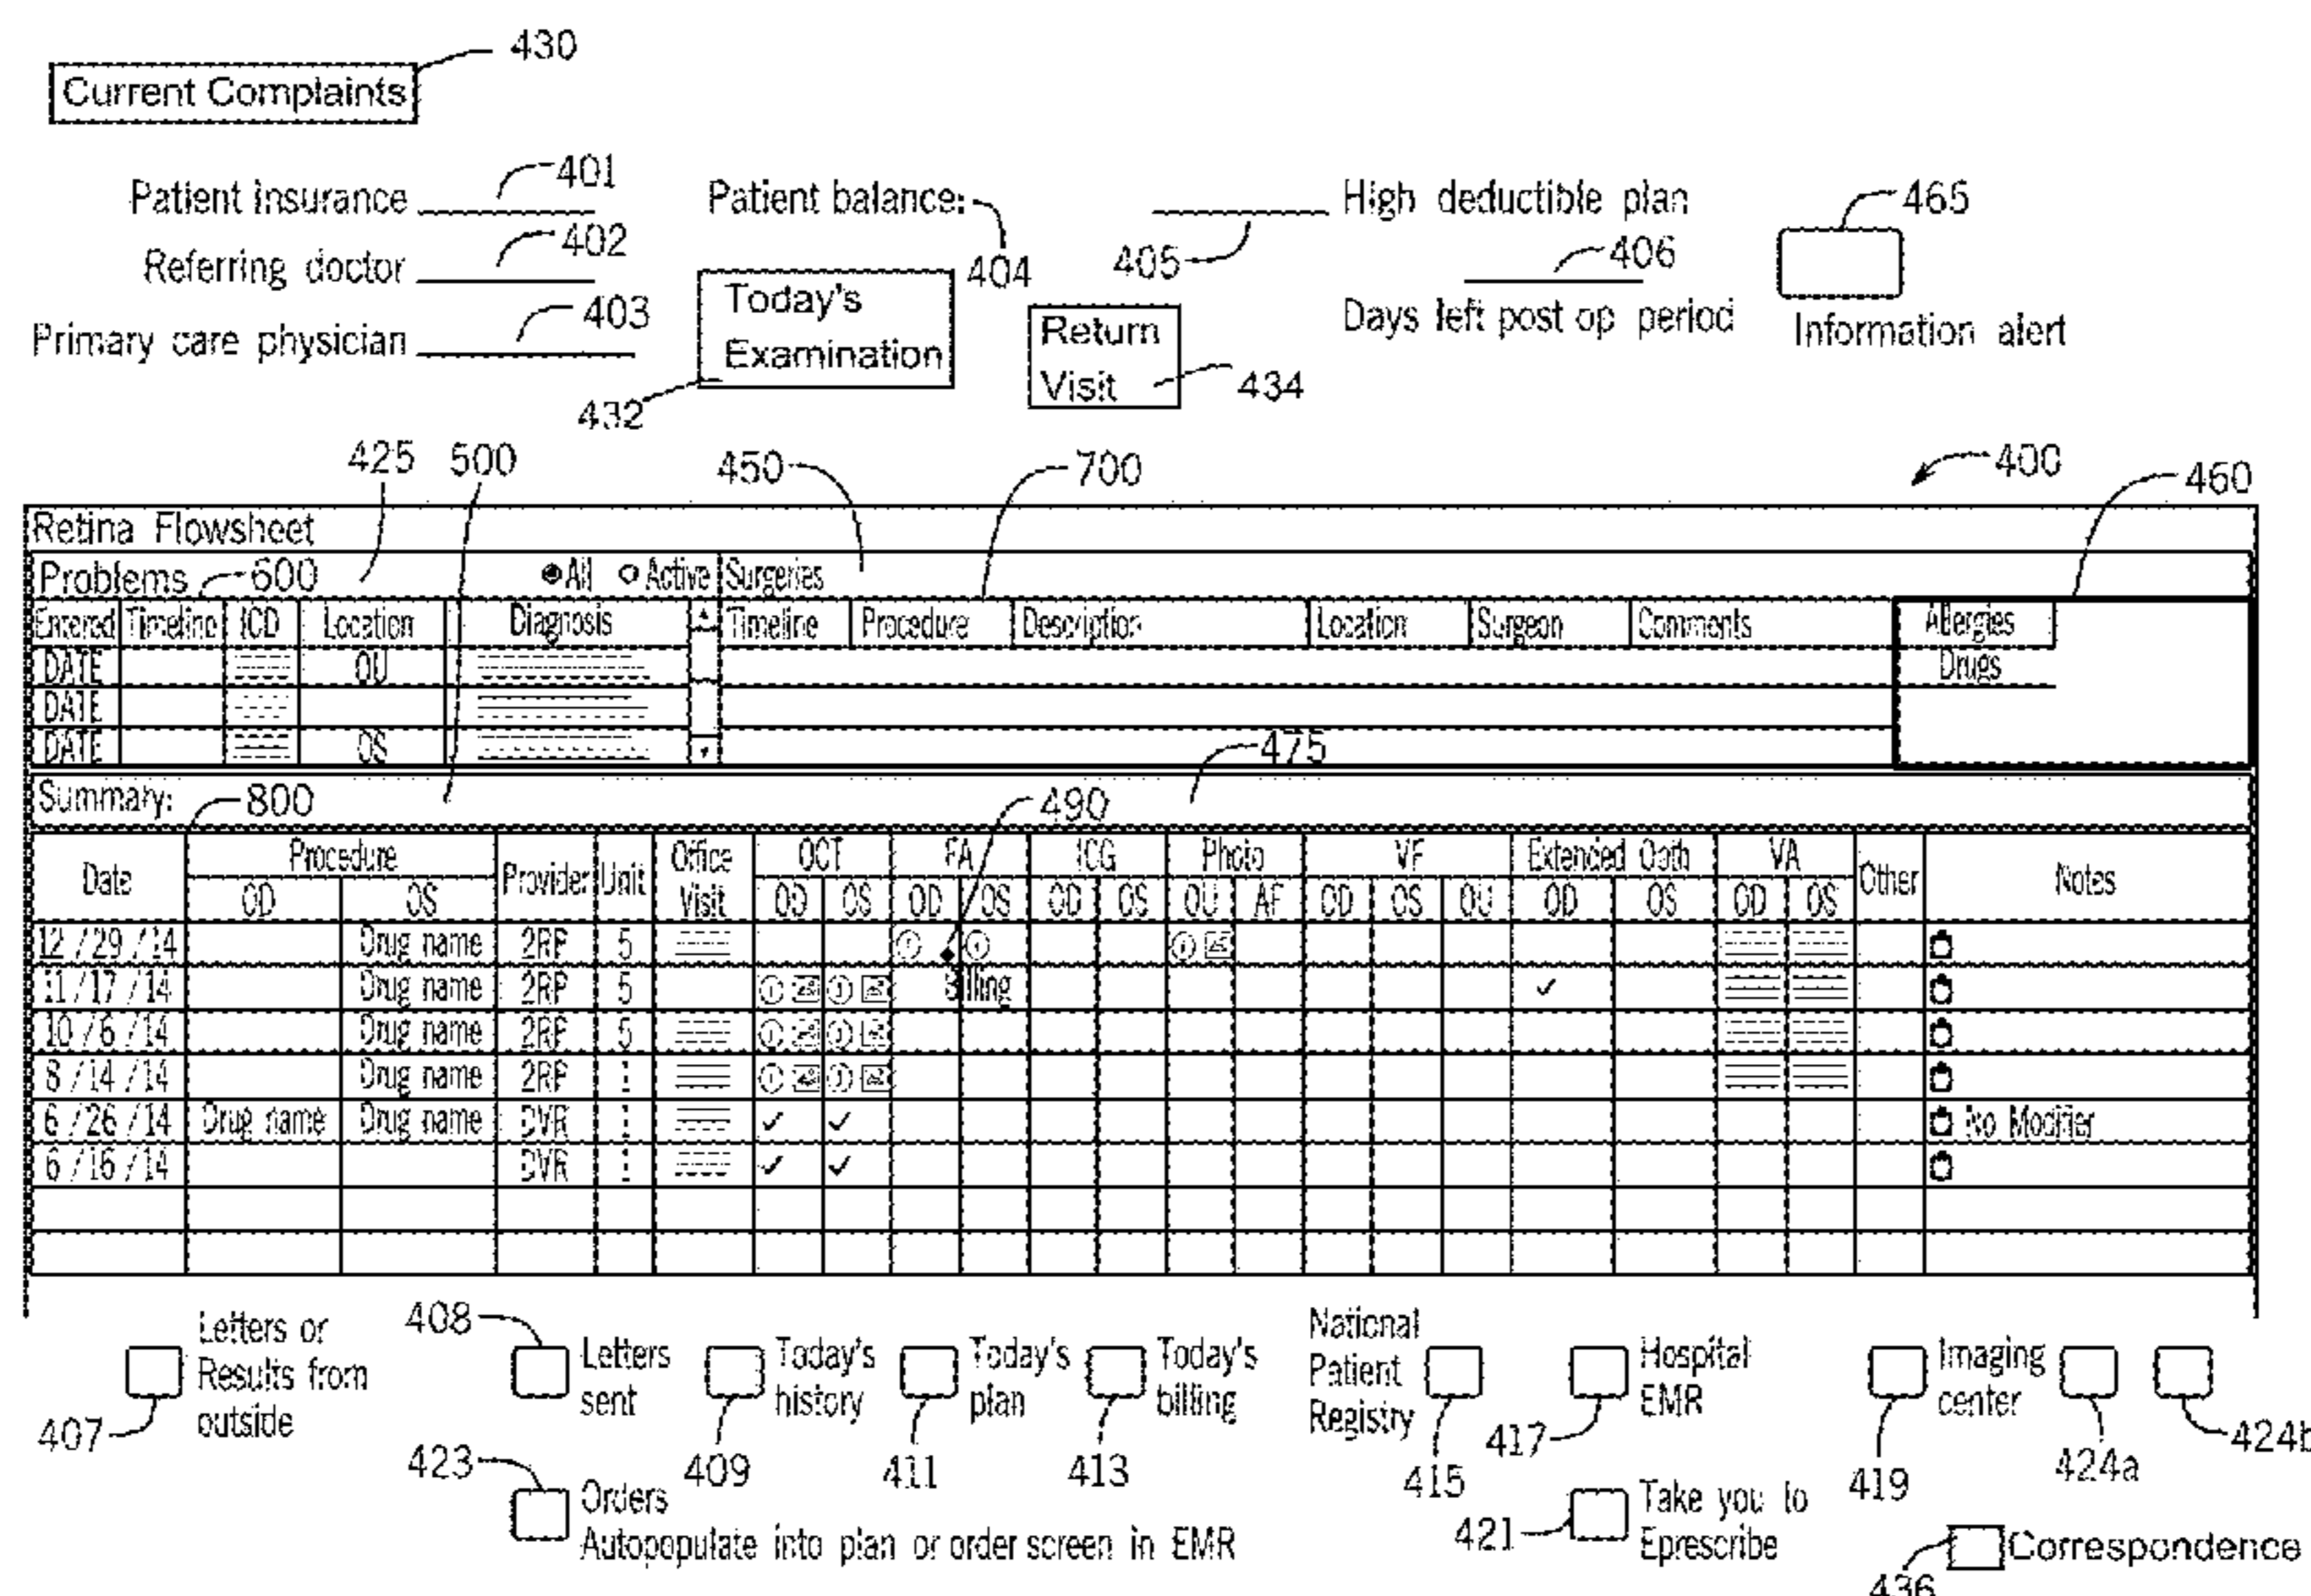 430
Current Complaints
Patient insurance 401 Patient balance: 404 405 High deductible plan 465
Referring doctor 402 406
Primary care physician 403 Today's Examination 432 Return Visit 434 Days left post op period Information alert
425 500 450 700 400 460
Retina Flowsheet
Problems 600 All Active Surgeries
Entered Timeline ICD Location Diagnosis Timeline Procedure Description Location Surgeon Comments Allergies
DATE OU Drugs
DATE
DATE OS 475
Summary: 800 490
Date Procedure Provider Unit Office Visit OCT FA ICG Photo VF Extended Opth VA Other Notes
OD OS OD OS OD OS OD OS OU AF OD OS OU OD OS OD OS
12/29/14 Drug name 2RP 5
11/17/14 Drug name 2RP 5 Billing ✓
10/6/14 Drug name 2RP 5
8/14/14 Drug name 2RP 1
6/26/14 Drug name Drug name DVR 1 ✓ ✓ No Modifier
6/16/14 DVR 1 ✓ ✓
407 Letters or Results from outside
408 Letters sent
409 Today's history
411 Today's plan
413 Today's billing
National Patient Registry 415
417 Hospital EMR
419 Imaging center
424a
424b
423 Orders
Autopopulate into plan or order screen in EMR
421 Take you to Eprescribe
436 Correspondence